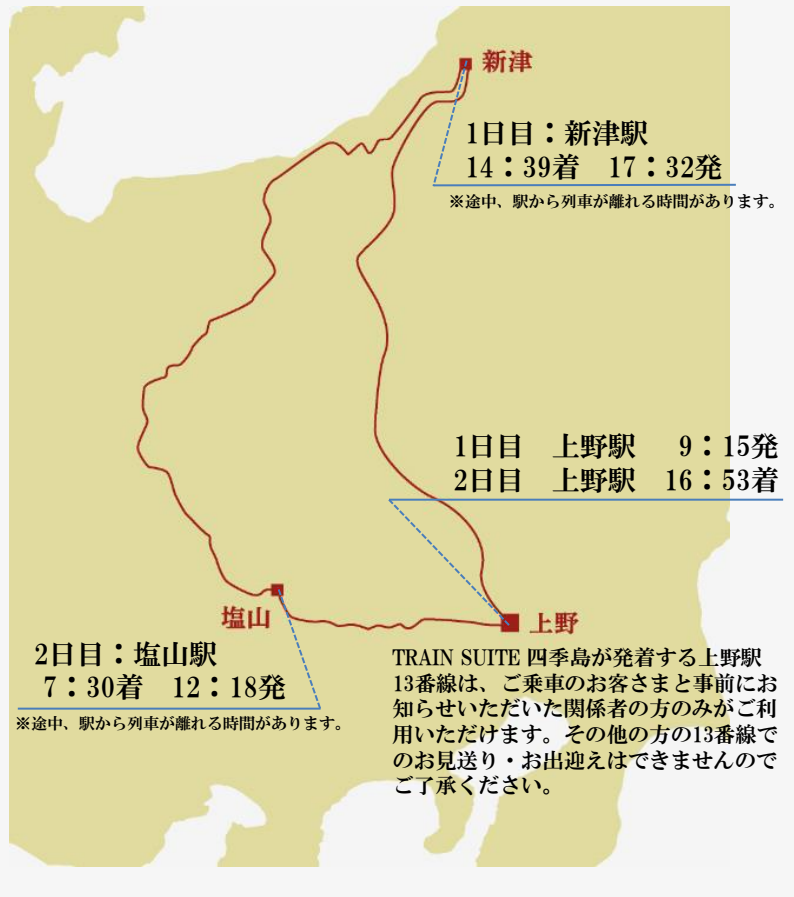 新津
1日目：新津駅
14：39着　17：32発
※途中、駅から列車が離れる時間があります。
1日目　上野駅　9：15発
2日目　上野駅　16：53着
塩山
上野
2日目：塩山駅
7：30着　12：18発
※途中、駅から列車が離れる時間があります。
TRAIN SUITE 四季島が発着する上野駅
13番線は、ご乗車のお客さまと事前にお
知らせいただいた関係者の方のみがご利
用いただけます。その他の方の13番線で
のお見送り・お出迎えはできませんので
ご了承ください。